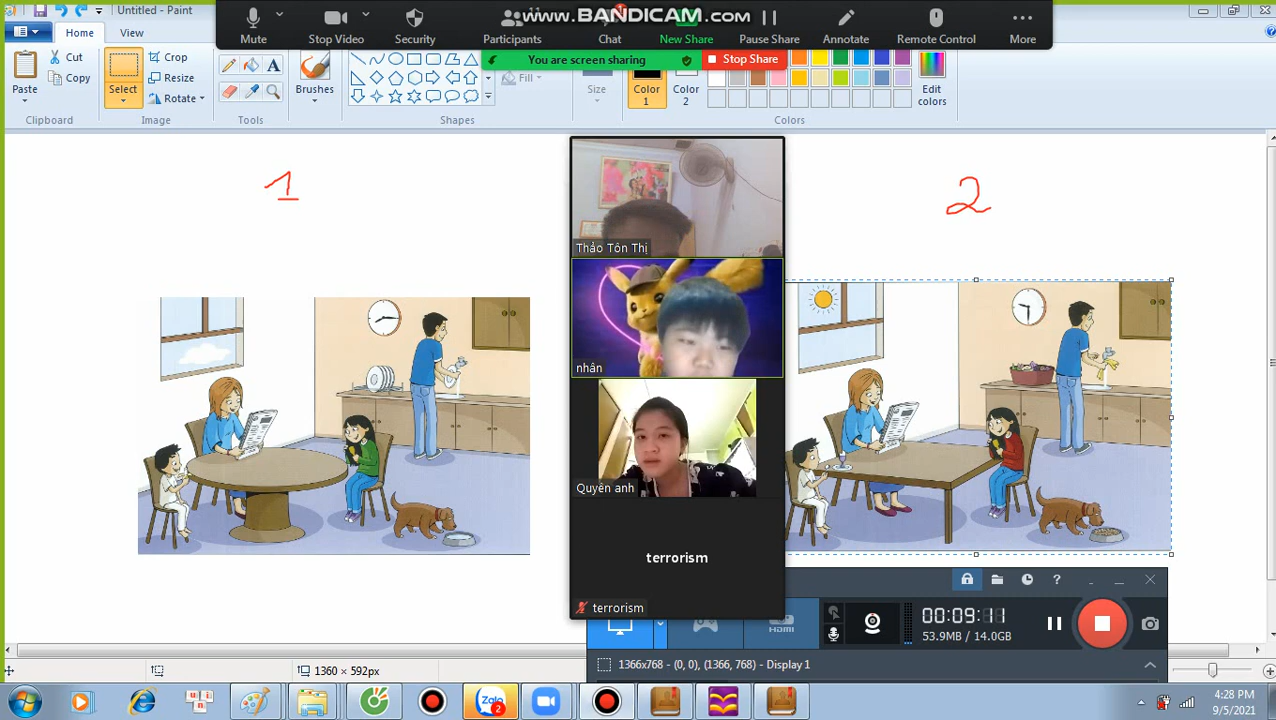 Untitled - Paint
www.BANDICAM.com
Mute
Stop Video
Security
Participants
Chat
New Share
Pause Share
Annotate
Remote Control
More
You are screen sharing
Stop Share
Home
View
Paste
Cut
Copy
Clipboard
Select
Crop
Resize
Rotate
Image
Tools
Brushes
Fill
Shapes
Size
Color 1
Color 2
Edit colors
Colors
1
2
Thảo Tôn Thị
nhân
Quyên anh
terrorism
terrorism
HDMI
00:09:11
53.9MB / 14.0GB
1366x768 - (0, 0), (1366, 768) - Display 1
1360 × 592px
Zalo
2
4:28 PM
9/5/2021